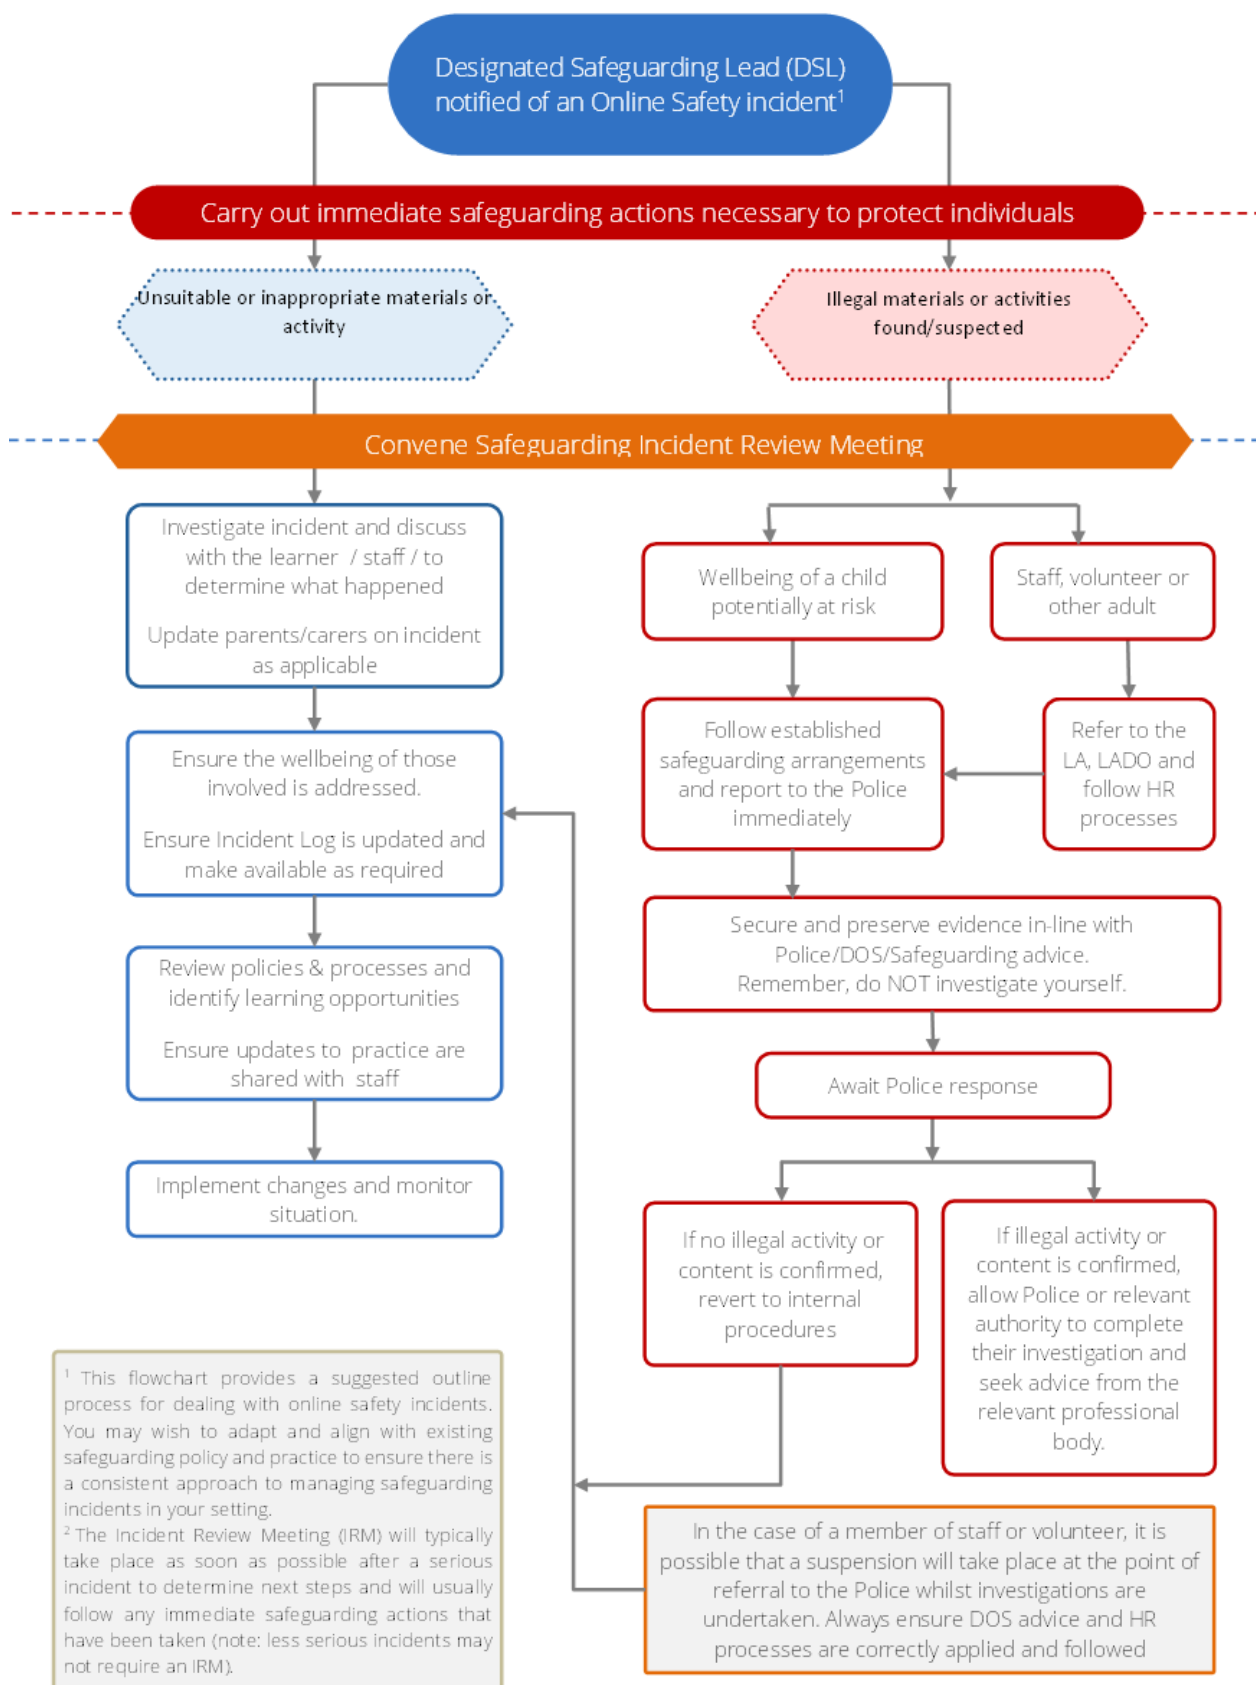 Designated Safeguarding Lead (DSL)
notified of an Online Safety incident¹
Carry out immediate safeguarding actions necessary to protect individuals
Unsuitable or inappropriate materials or
activity
Illegal materials or activities
found/suspected
Convene Safeguarding Incident Review Meeting
Investigate incident and discuss
with the learner / staff / to
determine what happened
Update parents/carers on incident
as applicable
Ensure the wellbeing of those
involved is addressed.
Ensure Incident Log is updated and
make available as required
Review policies & processes and
identify learning opportunities
Ensure updates to practice are
shared with staff
Implement changes and monitor
situation.
Wellbeing of a child
potentially at risk
Staff, volunteer or
other adult
Follow established
safeguarding arrangements
and report to the Police
immediately
Refer to the
LA, LADO and
follow HR
processes
Secure and preserve evidence in-line with
Police/DOS/Safeguarding advice.
Remember, do NOT investigate yourself.
Await Police response
If no illegal activity or
content is confirmed,
revert to internal
procedures
If illegal activity or
content is confirmed,
allow Police or relevant
authority to complete
their investigation and
seek advice from the
relevant professional
body.
In the case of a member of staff or volunteer, it is
possible that a suspension will take place at the point of
referral to the Police whilst investigations are
undertaken. Always ensure DOS advice and HR
processes are correctly applied and followed
¹ This flowchart provides a suggested outline
process for dealing with online safety incidents.
You may wish to adapt and align with existing
safeguarding policy and practice to ensure there is
a consistent approach to managing safeguarding
incidents in your setting.
² The Incident Review Meeting (IRM) will typically
take place as soon as possible after a serious
incident to determine next steps and will usually
follow any immediate safeguarding actions that
have been taken (note: less serious incidents may
not require an IRM).